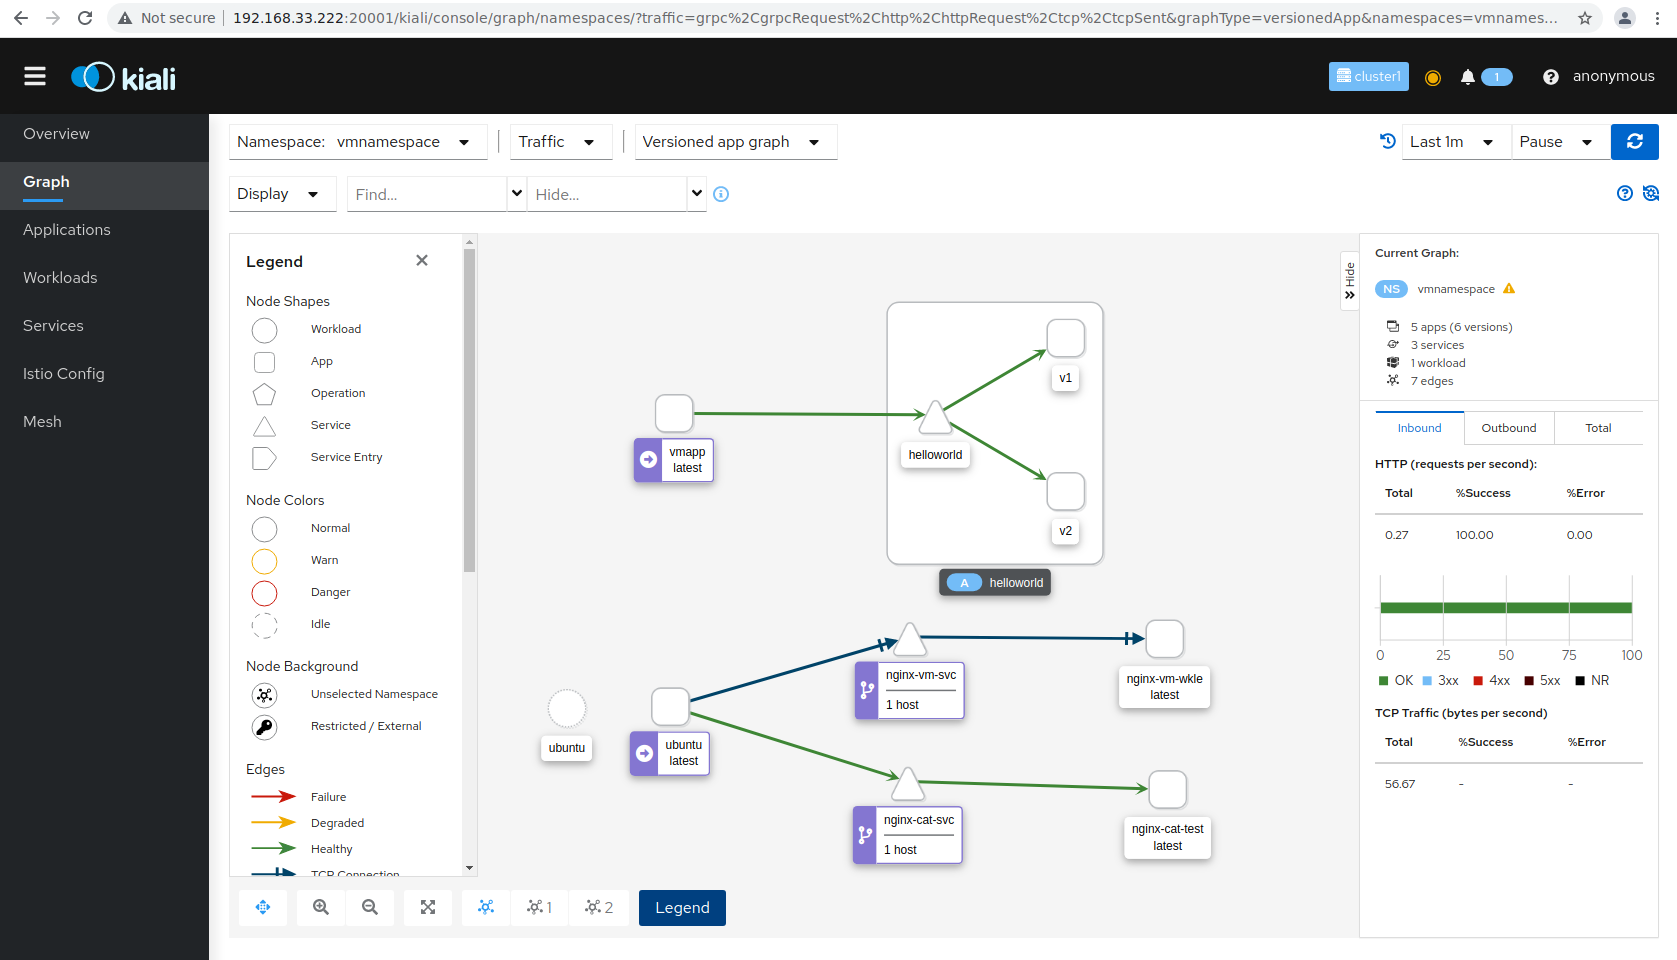 Not secure
192.168.33.222:20001/kiali/console/graph/namespaces/?traffic=grpc%2CgrpcRequest%2Chttp%2ChttpRequest%2Ctcp%2CtcpSent&graphType=versionedApp&namespaces=vmnames...
kiali
cluster1
1
anonymous
Overview
Graph
Applications
Workloads
Services
Istio Config
Mesh
Namespace: vmnamespace
Traffic
Versioned app graph
Last 1m
Pause
Display
Find...
Hide...
Legend
Node Shapes
Workload
App
Operation
Service
Service Entry
Node Colors
Normal
Warn
Danger
Idle
Node Background
Unselected Namespace
Restricted / External
Edges
Failure
Degraded
Healthy
TCP Connection
vmapp
latest
helloworld
v1
v2
A helloworld
ubuntu
ubuntu
latest
nginx-vm-svc
1 host
nginx-vm-wkle
latest
nginx-cat-svc
1 host
nginx-cat-test
latest
1
2
Legend
Hide
Current Graph:
NS vmnamespace
5 apps (6 versions)
3 services
1 workload
7 edges
Inbound
Outbound
Total
HTTP (requests per second):
Total %Success %Error
0.27 100.00 0.00
0 25 50 75 100
OK 3xx 4xx 5xx NR
TCP Traffic (bytes per second)
Total %Success %Error
56.67 - -